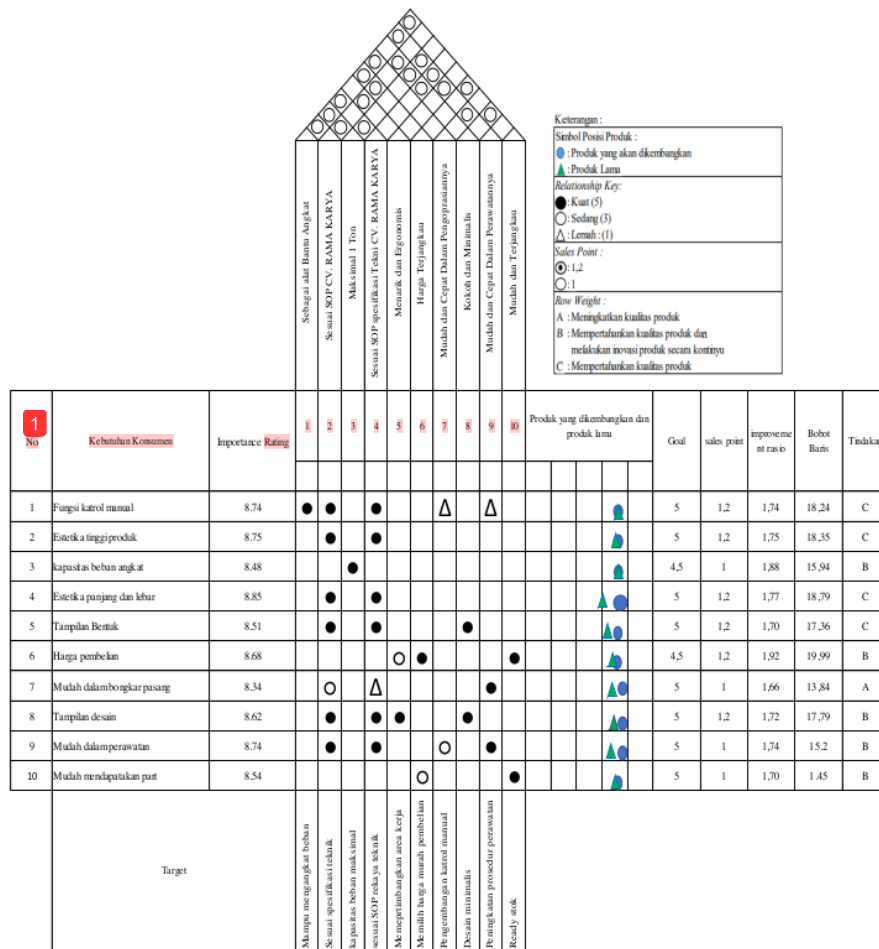 Keterangan :
Simbol Posisi Produk :
: Produk yang akan dikembangkan
: Produk Lama
Relationship Key:
: Kuat (5)
: Sedang (3)
: Lemah : (1)
Sales Point :
: 1,2
: 1
Row Weight :
A : Meningkatkan kualitas produk
B : Mempertahankan kualitas produk dan
melakukan inovasi produk secara kontinyu
C : Mempertahankan kualitas produk
Sebagai alat Bantu Angkat
Sesuai SOP CV. RAMA KARYA
Maksimal 1 Ton
Sesuai SOP spesifikasi Tekni CV. RAMA KARYA
Menarik dan Ergonomis
Harga Terjangkau
Mudah dan Cepat Dalam Pengoprasiannya
Kokoh dan Minimalis
Mudah dan Cepat Dalam Perawatannya
Mudah dan Terjangkau
1
No Kebutuhan Konsumen Importance Rating 1 2 3 4 5 6 7 8 9 10 Produk yang dikembangkan dan produk lama Goal sales point improvement rasio Bobot Baris Tindakan
1 Fungsi katrol manual 8.74 5 1,2 1,74 18,24 C
2 Estetika tinggi produk 8.75 5 1,2 1,75 18,35 C
3 kapasitas beban angkat 8.48 4,5 1 1,88 15,94 B
4 Estetika panjang dan lebar 8.85 5 1,2 1,77 18,79 C
5 Tampilan Bentuk 8.51 5 1,2 1,70 17,36 C
6 Harga pembelian 8.68 4,5 1,2 1,92 19,99 B
7 Mudah dalam bongkar pasang 8.34 5 1 1,66 13,84 A
8 Tampilan desain 8.62 5 1,2 1,72 17,79 B
9 Mudah dalam perawatan 8.74 5 1 1,74 15.2 B
10 Mudah mendapatakan part 8.54 5 1 1,70 1.45 B
Target
Mampu mengangkat beban
Sesuai spesifikasi teknik
kapasitas beban maksimal
sesuai SOP rekaya teknik
Memeprtimbangkan area kerja
Memilih harga murah pembelian
Pengembangan katrol manual
Desain minimalis
Peningkatan prosedur perawatan
Ready stok